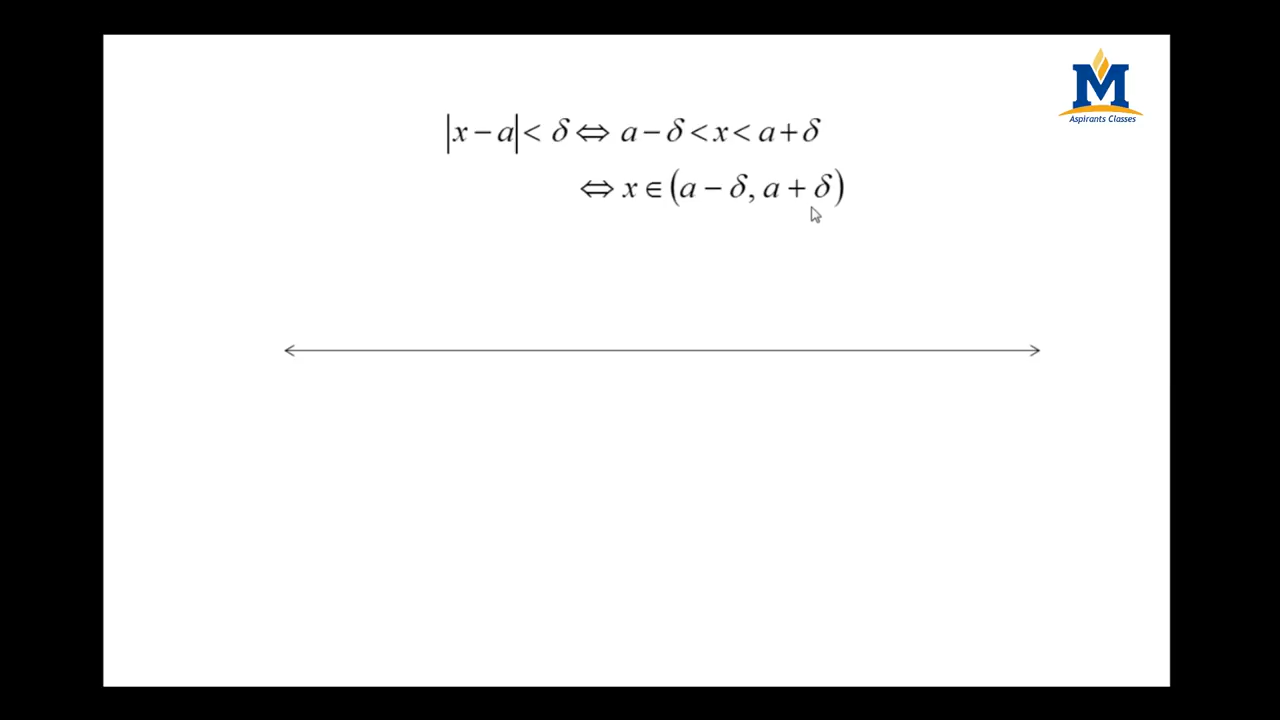 |x − a| < δ ⇔ a − δ < x < a + δ
⇔ x ∈ (a − δ, a + δ)
M
Aspirants Classes